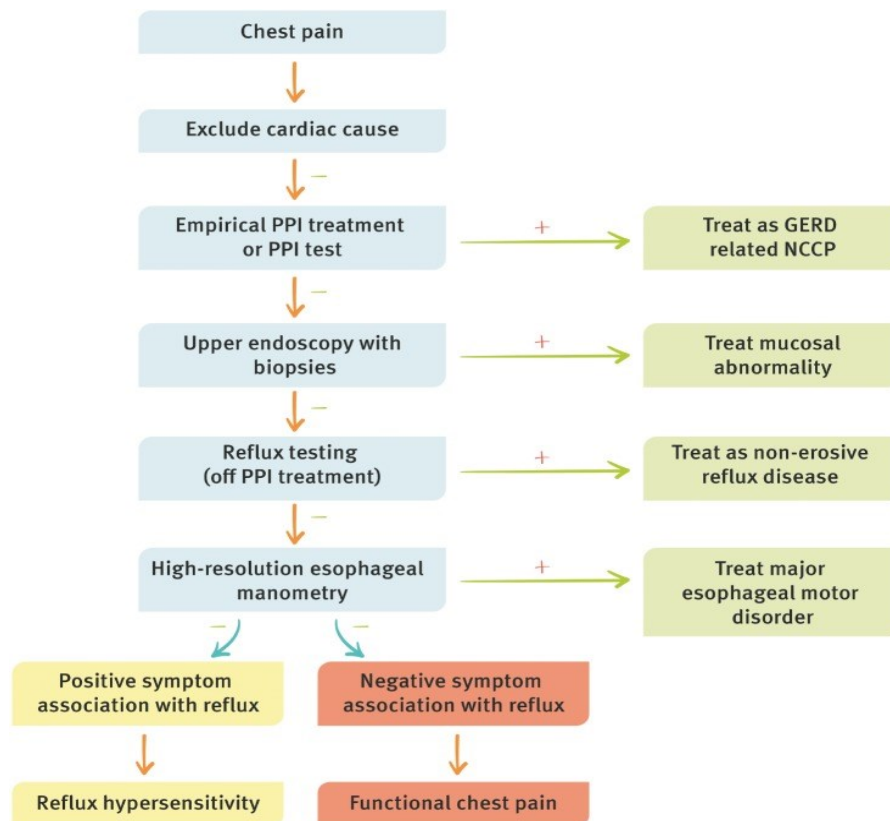 Chest pain
Exclude cardiac cause
–
Empirical PPI treatment
or PPI test
+
Treat as GERD
related NCCP
–
Upper endoscopy with
biopsies
+
Treat mucosal
abnormality
–
Reflux testing
(off PPI treatment)
+
Treat as non-erosive
reflux disease
–
High-resolution esophageal
manometry
+
Treat major
esophageal motor
disorder
–
–
Positive symptom
association with reflux
Negative symptom
association with reflux
Reflux hypersensitivity
Functional chest pain